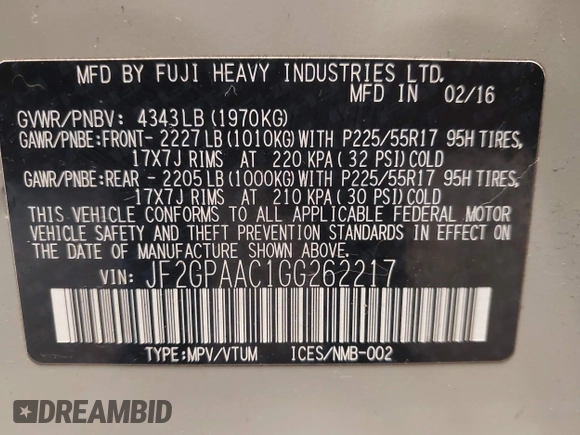 MFD BY FUJI HEAVY INDUSTRIES LTD.
MFD IN 02/16
GVWR/PNBV: 4343LB (1970KG)
GAWR/PNBE:FRONT- 2227LB (1010KG) WITH P225/55R17 95H TIRES,
17X7J RIMS AT 220 KPA ( 32 PSI) COLD
GAWR/PNBE:REAR - 2205LB (1000KG) WITH P225/55R17 95H TIRES,
17X7J RIMS AT 210 KPA ( 30 PSI) COLD
THIS VEHICLE CONFORMS TO ALL APPLICABLE FEDERAL MOTOR
VEHICLE SAFETY AND THEFT PREVENTION STANDARDS IN EFFECT ON
THE DATE OF MANUFACTURE SHOWN ABOVE.
VIN: JF2GPAAC1GG262217
TYPE:MPV/VTUM ICES/NMB-002
DREAMBID